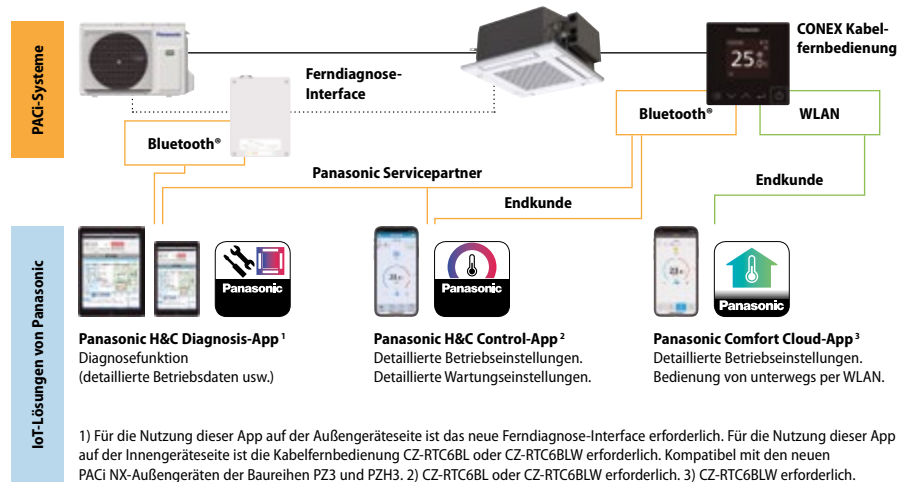 PACi-Systeme
CONEX Kabel-
fernbedienung
Ferndiagnose-
Interface
Bluetooth®
Bluetooth®
WLAN
Panasonic Servicepartner
Endkunde
Endkunde
IoT-Lösungen von Panasonic
Panasonic
Panasonic
Panasonic
Panasonic H&C Diagnosis-App ¹
Diagnosefunktion
(detaillierte Betriebsdaten usw.)
Panasonic H&C Control-App ²
Detaillierte Betriebseinstellungen.
Detaillierte Wartungseinstellungen.
Panasonic Comfort Cloud-App ³
Detaillierte Betriebseinstellungen.
Bedienung von unterwegs per WLAN.
1) Für die Nutzung dieser App auf der Außengeräteseite ist das neue Ferndiagnose-Interface erforderlich. Für die Nutzung dieser App
auf der Innengeräteseite ist die Kabelfernbedienung CZ-RTC6BL oder CZ-RTC6BLW erforderlich. Kompatibel mit den neuen
PACi NX-Außengeräten der Baureihen PZ3 und PZH3. 2) CZ-RTC6BL oder CZ-RTC6BLW erforderlich. 3) CZ-RTC6BLW erforderlich.